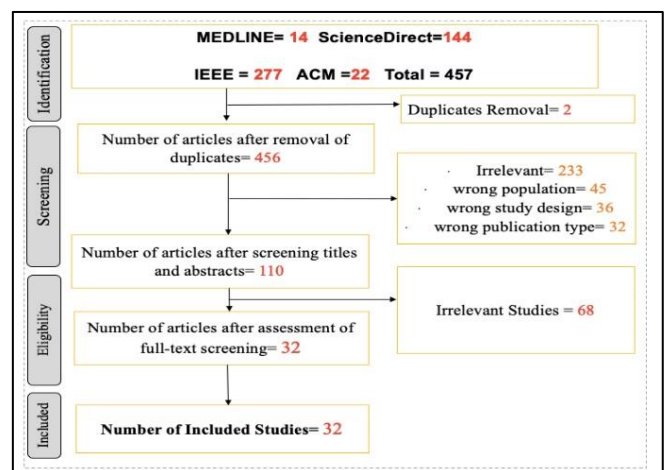 Identification
MEDLINE= 14 ScienceDirect=144
IEEE = 277 ACM =22 Total = 457
Duplicates Removal= 2
Screening
Number of articles after removal of
duplicates= 456
· Irrelevant= 233
· wrong population= 45
· wrong study design= 36
· wrong publication type= 32
Number of articles after screening titles
and abstracts= 110
Eligibility
Irrelevant Studies = 68
Number of articles after assessment of
full-text screening= 32
Included
Number of Included Studies= 32